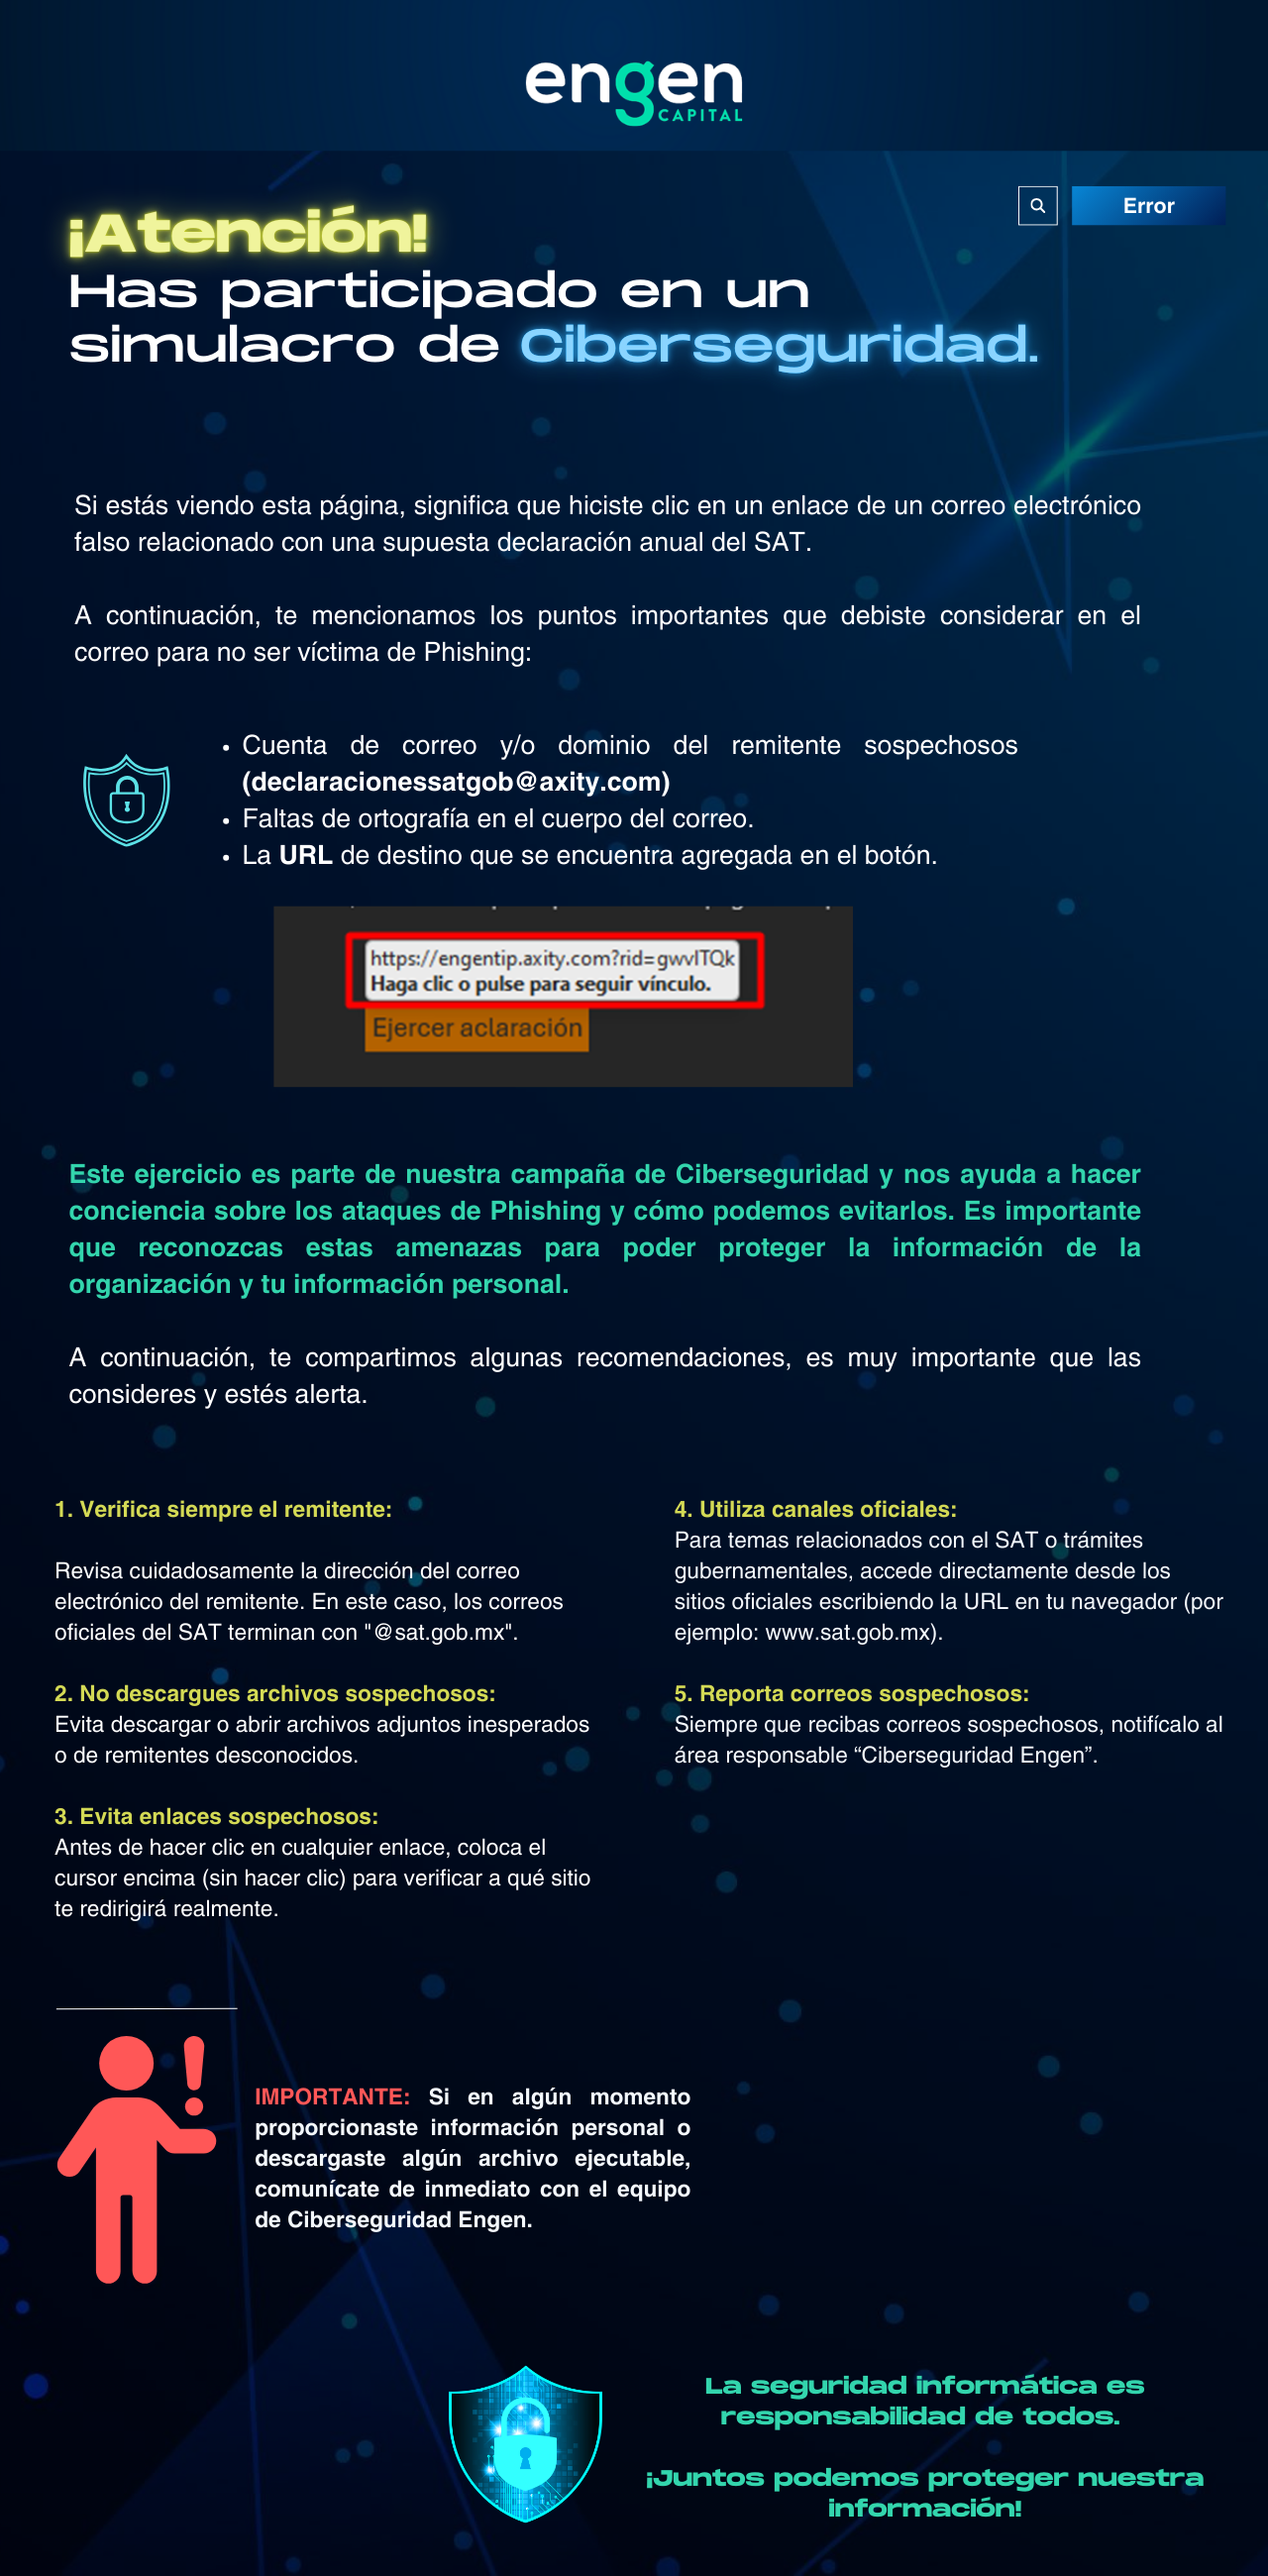 engen
CAPITAL
Error
¡Atención!
Has participado en un
simulacro de Ciberseguridad.
Si estás viendo esta página, significa que hiciste clic en un enlace de un correo electrónico
falso relacionado con una supuesta declaración anual del SAT.
A continuación, te mencionamos los puntos importantes que debiste considerar en el
correo para no ser víctima de Phishing:
• Cuenta de correo y/o dominio del remitente sospechosos
(declaracionessatgob@axity.com)
• Faltas de ortografía en el cuerpo del correo.
• La URL de destino que se encuentra agregada en el botón.
https://engentip.axity.com?rid=gwvITQk
Haga clic o pulse para seguir vínculo.
Ejercer aclaración
Este ejercicio es parte de nuestra campaña de Ciberseguridad y nos ayuda a hacer
conciencia sobre los ataques de Phishing y cómo podemos evitarlos. Es importante
que reconozcas estas amenazas para poder proteger la información de la
organización y tu información personal.
A continuación, te compartimos algunas recomendaciones, es muy importante que las
consideres y estés alerta.
1. Verifica siempre el remitente:
Revisa cuidadosamente la dirección del correo
electrónico del remitente. En este caso, los correos
oficiales del SAT terminan con "@sat.gob.mx".
2. No descargues archivos sospechosos:
Evita descargar o abrir archivos adjuntos inesperados
o de remitentes desconocidos.
3. Evita enlaces sospechosos:
Antes de hacer clic en cualquier enlace, coloca el
cursor encima (sin hacer clic) para verificar a qué sitio
te redirigirá realmente.
4. Utiliza canales oficiales:
Para temas relacionados con el SAT o trámites
gubernamentales, accede directamente desde los
sitios oficiales escribiendo la URL en tu navegador (por
ejemplo: www.sat.gob.mx).
5. Reporta correos sospechosos:
Siempre que recibas correos sospechosos, notifícalo al
área responsable “Ciberseguridad Engen”.
IMPORTANTE: Si en algún momento
proporcionaste información personal o
descargaste algún archivo ejecutable,
comunícate de inmediato con el equipo
de Ciberseguridad Engen.
La seguridad informática es
responsabilidad de todos.
¡Juntos podemos proteger nuestra
información!